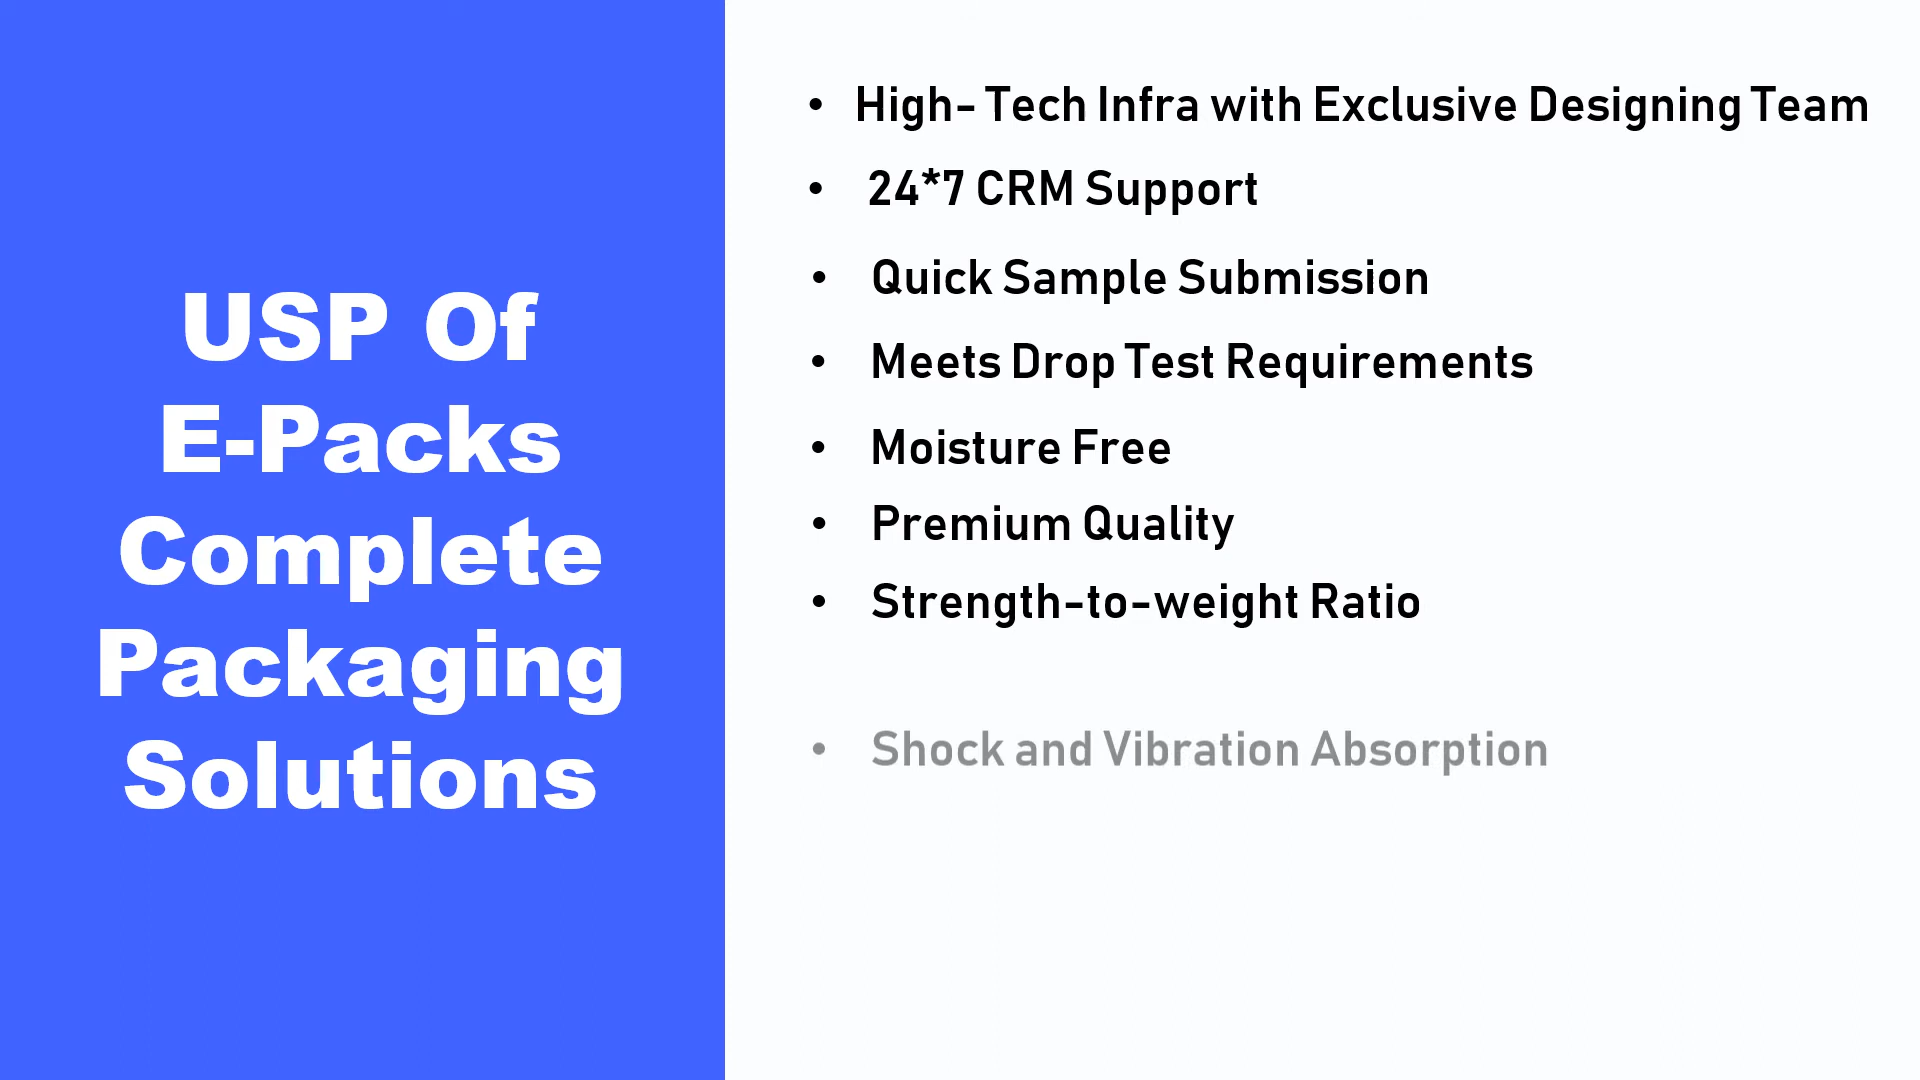 USP Of
E-Packs
Complete
Packaging
Solutions
• High- Tech Infra with Exclusive Designing Team
• 24*7 CRM Support
• Quick Sample Submission
• Meets Drop Test Requirements
• Moisture Free
• Premium Quality
• Strength-to-weight Ratio
• Shock and Vibration Absorption